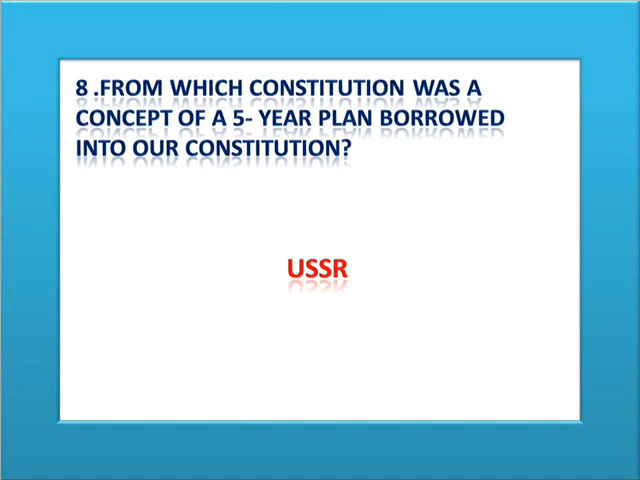 8 .FROM WHICH CONSTITUTION WAS A
CONCEPT OF A 5- YEAR PLAN BORROWED
INTO OUR CONSTITUTION?
USSR